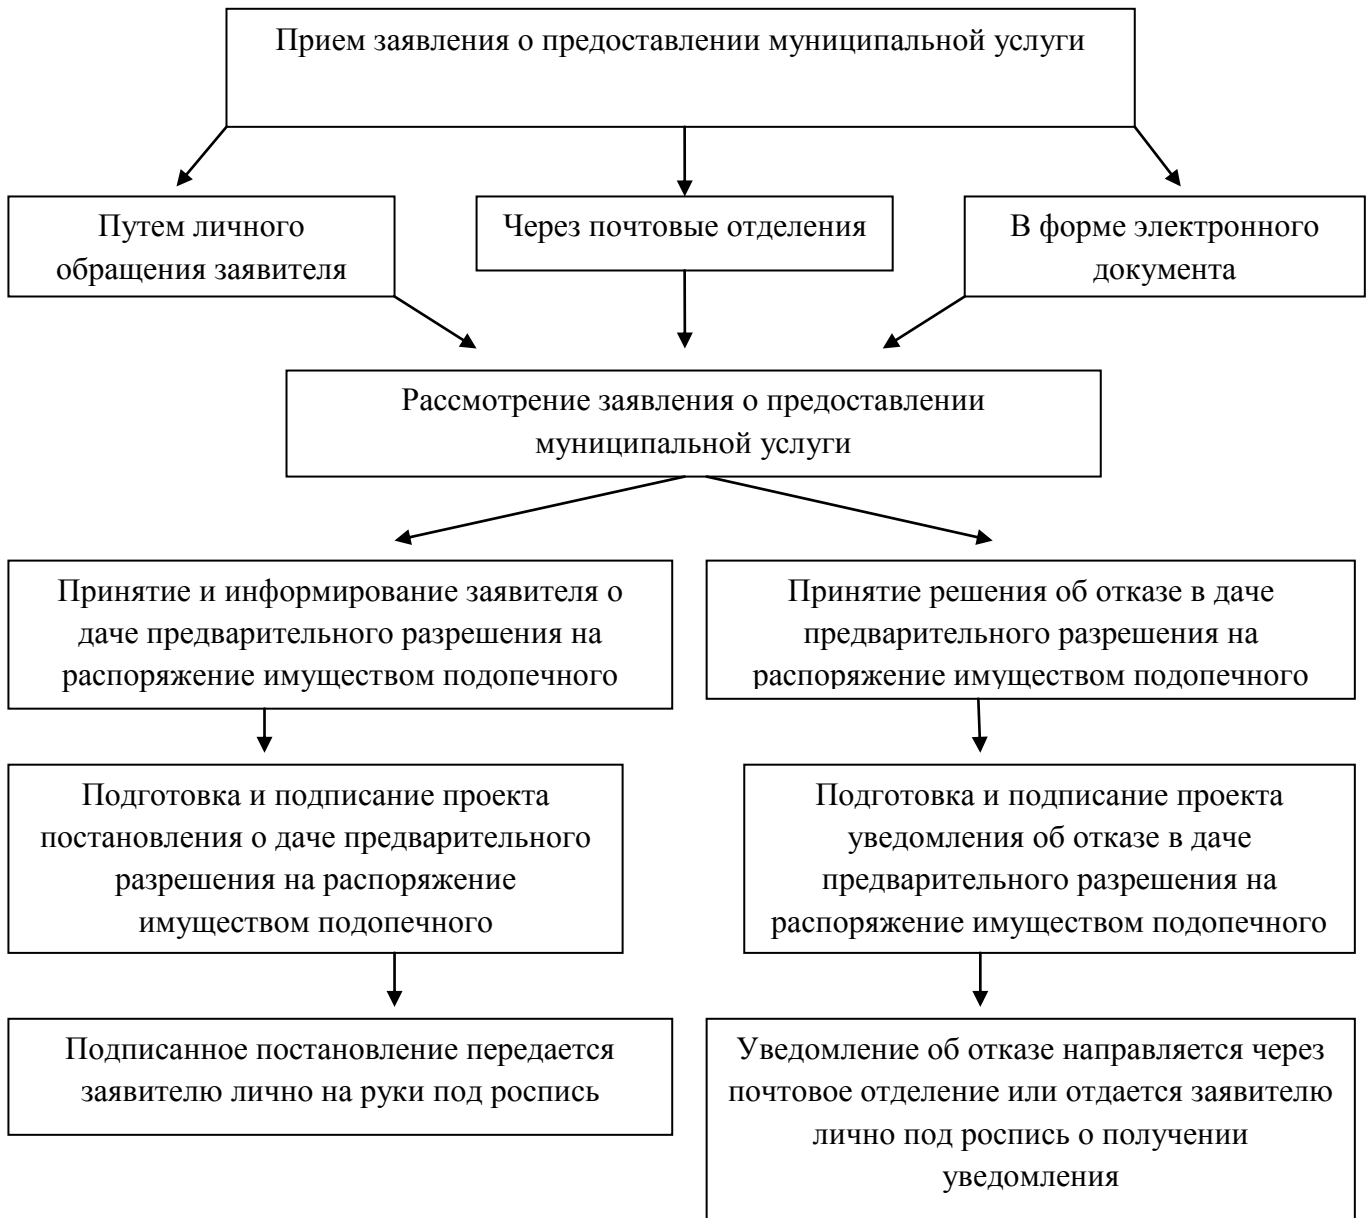 Прием заявления о предоставлении муниципальной услуги
Путем личного
обращения заявителя
Через почтовые отделения
В форме электронного
документа
Рассмотрение заявления о предоставлении
муниципальной услуги
Принятие и информирование заявителя о
даче предварительного разрешения на
распоряжение имуществом подопечного
Принятие решения об отказе в даче
предварительного разрешения на
распоряжение имуществом подопечного
Подготовка и подписание проекта
постановления о даче предварительного
разрешения на распоряжение
имуществом подопечного
Подготовка и подписание проекта
уведомления об отказе в даче
предварительного разрешения на
распоряжение имуществом подопечного
Подписанное постановление передается
заявителю лично на руки под роспись
Уведомление об отказе направляется через
почтовое отделение или отдается заявителю
лично под роспись о получении
уведомления